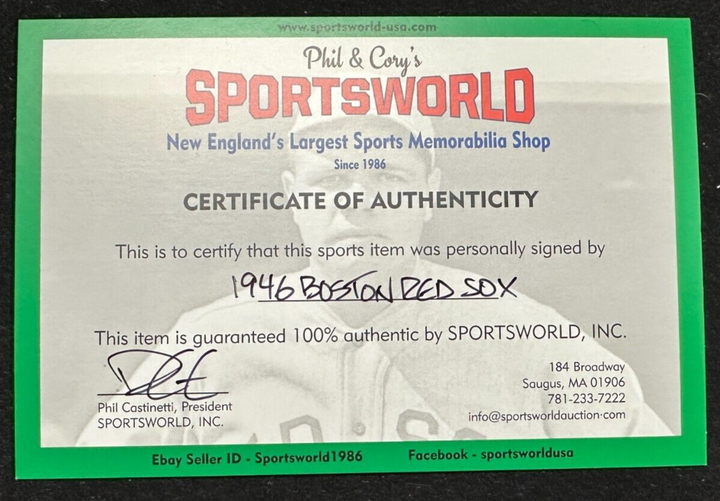 www.sportsworld-usa.com
Phil & Cory's
SPORTSWORLD
New England's Largest Sports Memorabilia Shop
Since 1986
CERTIFICATE OF AUTHENTICITY
This is to certify that this sports item was personally signed by
1946 BOSTON RED SOX
This item is guaranteed 100% authentic by SPORTSWORLD, INC.
Phil Castinetti, President
SPORTSWORLD, INC.
184 Broadway
Saugus, MA 01906
781-233-7222
info@sportsworldauction.com
Ebay Seller ID - Sportsworld1986 Facebook - sportsworldusa